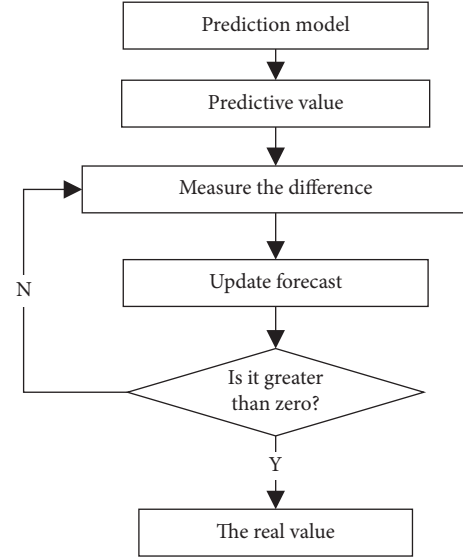 Prediction model
Predictive value
Measure the difference
Update forecast
N
Is it greater
than zero?
Y
The real value